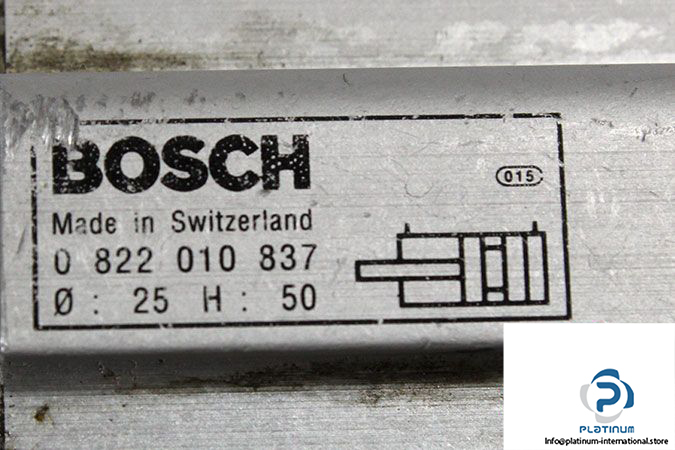 BOSCH
015
Made in Switzerland
0 822 010 837
Ø : 25 H : 50
PLATINUM
Info@platinum-international.store